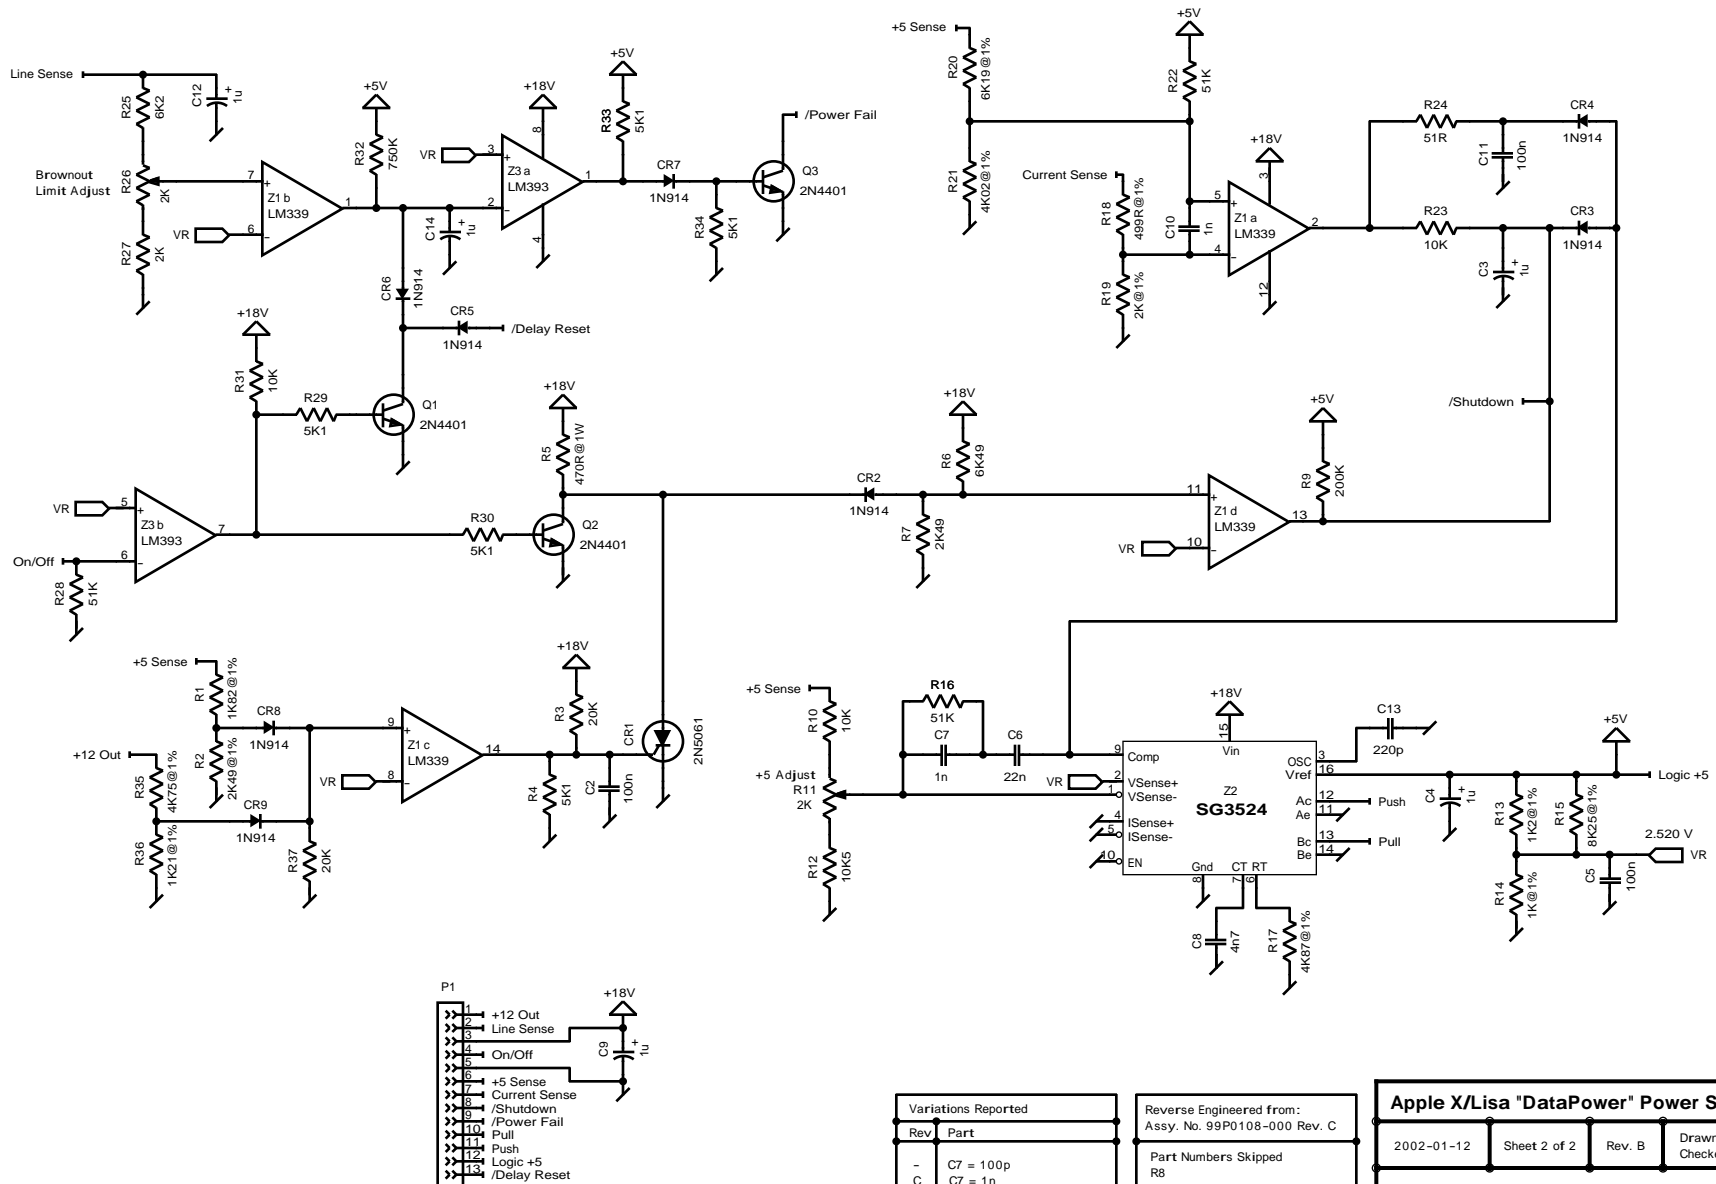 +5 Sense
+5V
R20
6K19@1%
R22
51K
R21
4K02@1%
Line Sense
R25
6K2
C12
+
1u
+5V
+18V
+5V
R33
5K1
/Power Fail
R24
51R
CR4
1N914
C11
100n
Brownout
Limit Adjust
R26
2K
R27
2K
7
+
Z1b
LM339
1
VR
6
-
R32
750K
VR
3
+
8
Z3a
LM393
1
2
-
4
C14
+
1u
CR7
1N914
R34
5K1
Q3
2N4401
Current Sense
R18
499R@1%
R19
2K@1%
C10
1n
+18V
3
5
+
Z1a
LM339
2
4
-
12
R23
10K
CR3
1N914
C3
+
1u
CR6
1N914
CR5
1N914
/Delay Reset
+18V
R31
10K
R29
5K1
Q1
2N4401
+18V
R5
470R@1W
+18V
R6
6K49
+5V
R9
200K
/Shutdown
CR2
1N914
R7
2K49
11
+
Z1d
LM339
13
VR
10
-
VR
5
+
Z3b
LM393
7
On/Off
6
-
R28
51K
R30
5K1
Q2
2N4401
+5 Sense
R1
1K82@1%
CR8
1N914
R2
2K49@1%
+12 Out
R35
4K75@1%
CR9
1N914
R36
1K21@1%
R37
20K
9
+
Z1c
LM339
14
VR
8
-
+18V
R3
20K
R4
5K1
C2
100n
CR1
2N5061
+5 Sense
R10
10K
+5 Adjust
R11
2K
R12
10K5
R16
51K
C7
1n
C6
22n
+18V
15
Vin
9
Comp
VR
2
VSense+
1
VSense-
4
ISense+
5
ISense-
10
EN
Z2
SG3524
OSC
3
Vref
16
Ac
12
Push
Ae
11
Bc
13
Pull
Be
14
Gnd
CT RT
8
7
6
C13
220p
C8
4n7
R17
4K87@1%
+5V
Logic +5
C4
+
1u
R13
1K2@1%
R15
8K25@1%
2.520 V
VR
R14
1K@1%
C5
100n
P1
+18V
C9
+
1u
1
+12 Out
2
Line Sense
3
4
On/Off
5
6
+5 Sense
7
Current Sense
8
/Shutdown
9
/Power Fail
10
Pull
11
Push
12
Logic +5
13
/Delay Reset
Variations Reported
Rev Part
- C7 = 100p
C C7 = 1n
Reverse Engineered from:
Assy. No. 99P0108-000 Rev. C
Part Numbers Skipped
R8
Apple X/Lisa "DataPower" Power S
2002-01-12
Sheet 2 of 2
Rev. B
Drawn
Check